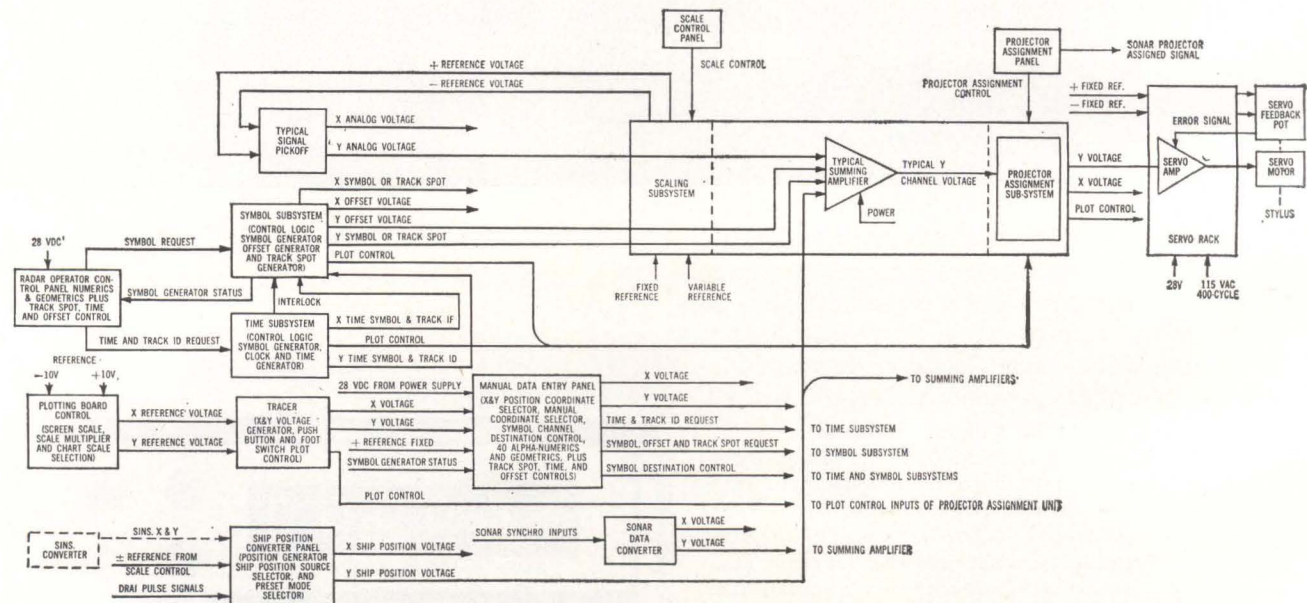 SCALE
CONTROL
PANEL
SCALE CONTROL
PROJECTOR
ASSIGNMENT
PANEL
SONAR PROJECTOR
ASSIGNED SIGNAL
PROJECTOR ASSIGNMENT
CONTROL
+ REFERENCE VOLTAGE
− REFERENCE VOLTAGE
TYPICAL
SIGNAL
PICKOFF
X ANALOG VOLTAGE
Y ANALOG VOLTAGE
SCALING
SUBSYSTEM
TYPICAL
SUMMING
AMPLIFIER
POWER
TYPICAL Y
CHANNEL VOLTAGE
PROJECTOR
ASSIGNMENT
SUB-SYSTEM
+ FIXED REF.
− FIXED REF.
Y VOLTAGE
X VOLTAGE
PLOT CONTROL
ERROR SIGNAL
SERVO
AMP
SERVO RACK
SERVO
FEEDBACK
POT
SERVO
MOTOR
STYLUS
28V
115 VAC
400-CYCLE
FIXED
REFERENCE
VARIABLE
REFERENCE
X SYMBOL OR TRACK SPOT
X OFFSET VOLTAGE
Y OFFSET VOLTAGE
Y SYMBOL OR TRACK SPOT
PLOT CONTROL
SYMBOL SUBSYSTEM
(CONTROL LOGIC
SYMBOL GENERATOR
OFFSET GENERATOR
AND TRACK SPOT
GENERATOR)
28 VDC
SYMBOL REQUEST
RADAR OPERATOR CON-
TROL PANEL NUMERICS
& GEOMETRICS PLUS
TRACK SPOT, TIME
AND OFFSET CONTROL
SYMBOL GENERATOR STATUS
INTERLOCK
TIME AND TRACK ID REQUEST
TIME SUBSYSTEM
(CONTROL LOGIC
SYMBOL GENERATOR,
CLOCK AND TIME
GENERATOR)
X TIME SYMBOL & TRACK IF
PLOT CONTROL
Y TIME SYMBOL & TRACK ID
REFERENCE
−10V
+10V
PLOTTING BOARD
CONTROL
(SCREEN SCALE,
SCALE MULTIPLIER
AND CHART SCALE
SELECTION)
X REFERENCE VOLTAGE
Y REFERENCE VOLTAGE
TRACER
(X&Y VOLTAGE
GENERATOR, PUSH
BUTTON AND FOOT
SWITCH PLOT
CONTROL)
28 VDC FROM POWER SUPPLY
X VOLTAGE
Y VOLTAGE
+ REFERENCE FIXED
SYMBOL GENERATOR STATUS
PLOT CONTROL
MANUAL DATA ENTRY PANEL
(X&Y POSITION COORDINATE
SELECTOR, MANUAL
COORDINATE SELECTOR,
SYMBOL CHANNEL
DESTINATION CONTROL,
40 ALPHA-NUMERICS
AND GEOMETRICS, PLUS
TRACK SPOT, TIME, AND
OFFSET CONTROLS)
X VOLTAGE
Y VOLTAGE
TIME & TRACK ID REQUEST
SYMBOL, OFFSET AND TRACK SPOT REQUEST
SYMBOL DESTINATION CONTROL
TO SUMMING AMPLIFIERS
TO TIME SUBSYSTEM
TO SYMBOL SUBSYSTEM
TO TIME AND SYMBOL SUBSYSTEMS
TO PLOT CONTROL INPUTS OF PROJECTOR ASSIGNMENT UNIT
SINS.
CONVERTER
SINS. X & Y
± REFERENCE FROM
SCALE CONTROL
DRAI PULSE SIGNALS
SHIP POSITION
CONVERTER PANEL
(POSITION GENERATOR
SHIP POSITION SOURCE
SELECTOR, AND
PRESET MODE
SELECTOR)
X SHIP POSITION VOLTAGE
Y SHIP POSITION VOLTAGE
SONAR SYNCHRO INPUTS
SONAR
DATA
CONVERTER
X VOLTAGE
Y VOLTAGE
TO SUMMING AMPLIFIER